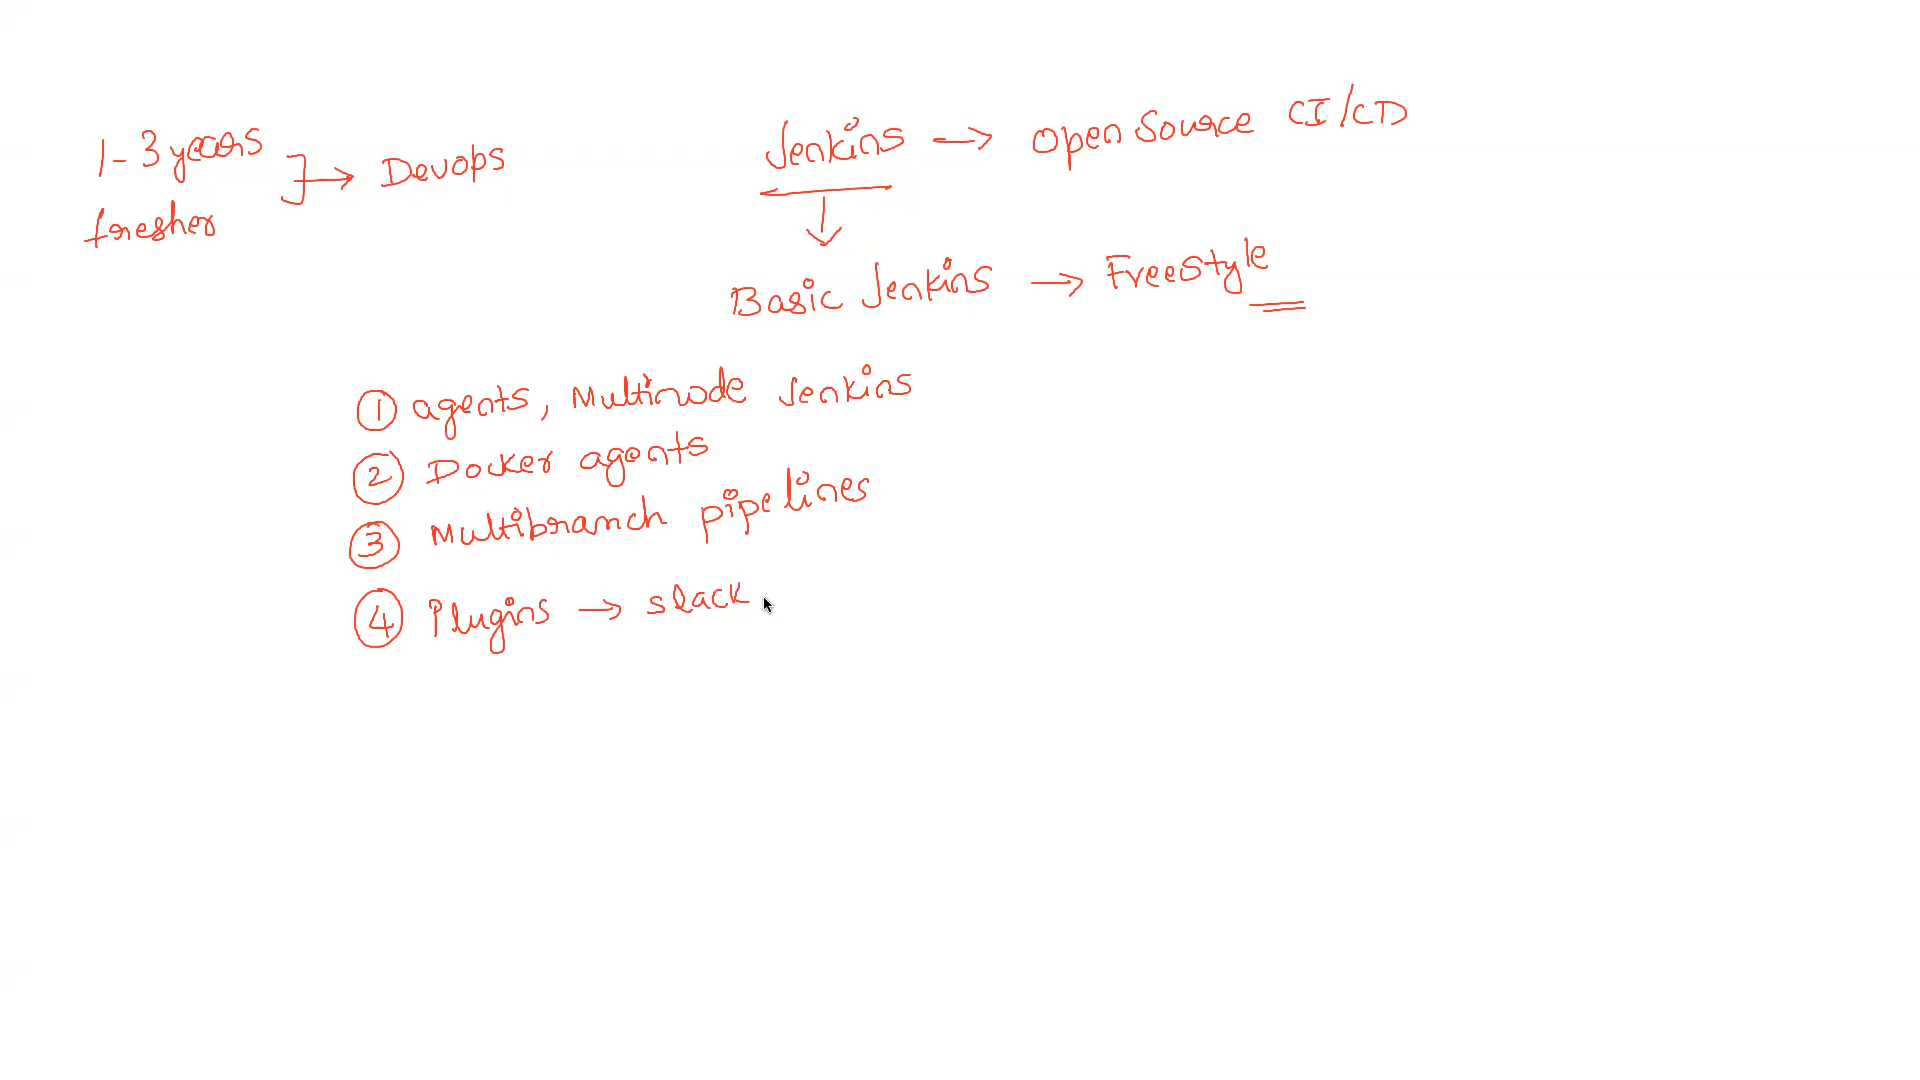 1-3 years
fresher
→ Devops
Jenkins → Open Source CI/CD
Basic Jenkins → Freestyle
1 agents, Multinode Jenkins
2 Docker agents
3 Multibranch pipelines
4 Plugins → slack